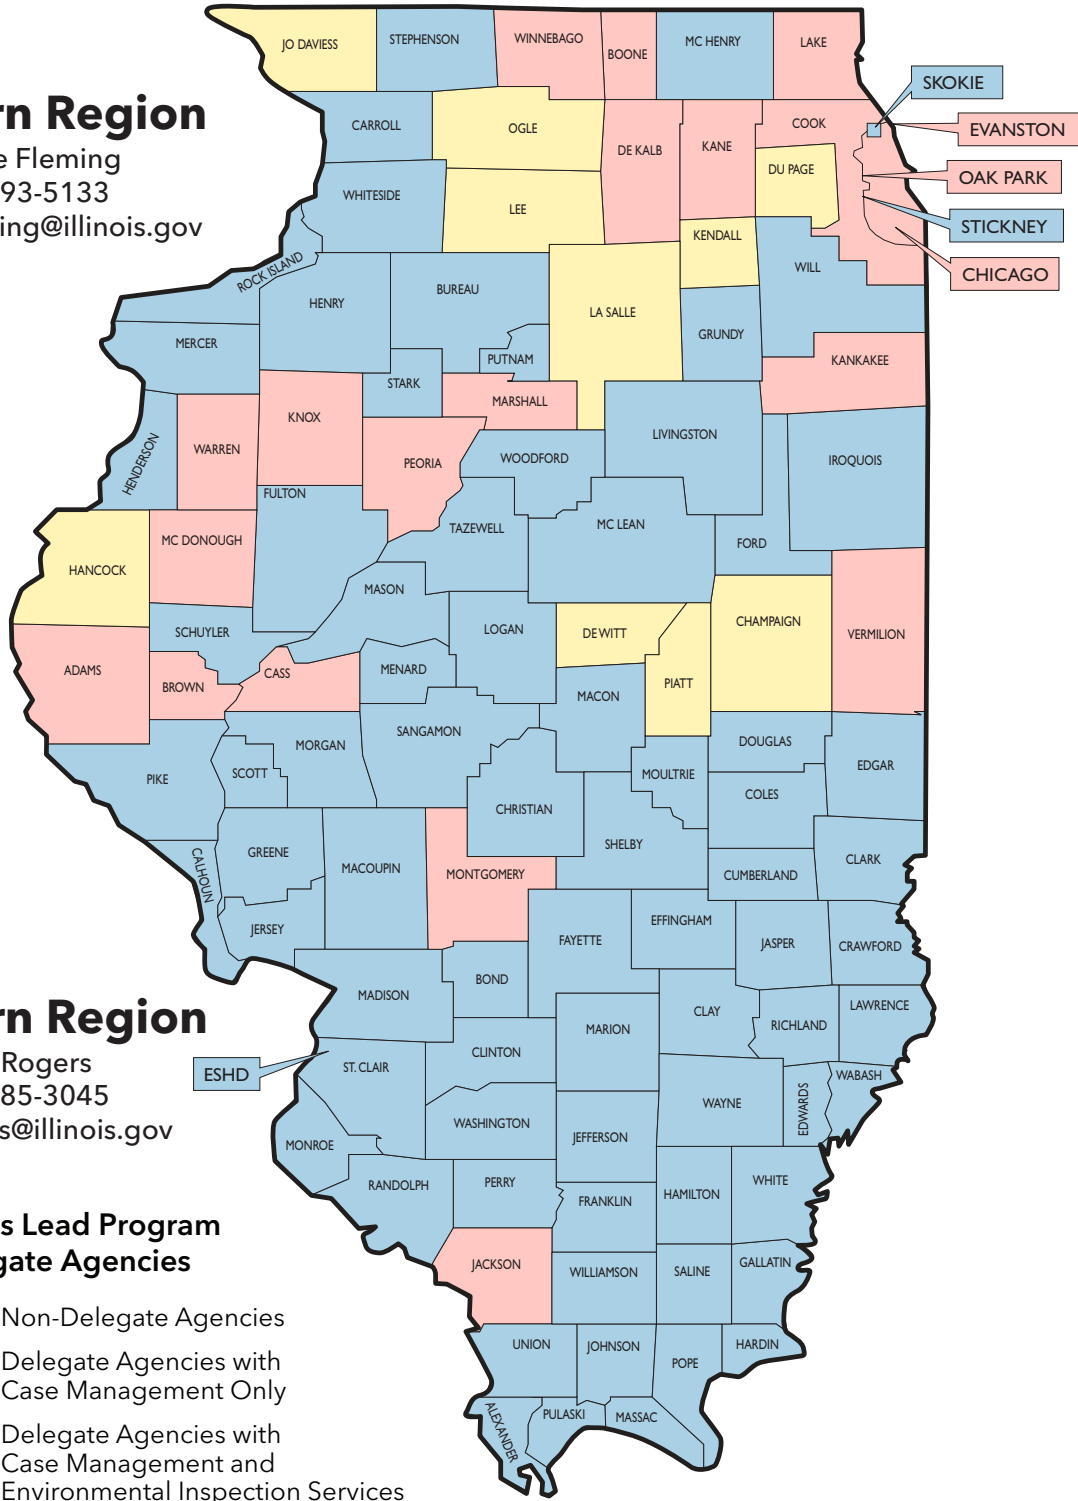 JO DAVIESS
STEPHENSON
WINNEBAGO
BOONE
MC HENRY
LAKE
SKOKIE
EVANSTON
OAK PARK
STICKNEY
CHICAGO
rn Region
e Fleming
93-5133
ing@illinois.gov
CARROLL
OGLE
DE KALB
KANE
COOK
DU PAGE
WHITESIDE
LEE
KENDALL
WILL
ROCK ISLAND
HENRY
BUREAU
LA SALLE
GRUNDY
MERCER
PUTNAM
KANKAKEE
STARK
MARSHALL
KNOX
WARREN
HENDERSON
PEORIA
WOODFORD
LIVINGSTON
IROQUOIS
FULTON
TAZEWELL
MC LEAN
FORD
HANCOCK
MC DONOUGH
MASON
SCHUYLER
LOGAN
DE WITT
CHAMPAIGN
VERMILION
ADAMS
BROWN
CASS
MENARD
MACON
PIATT
PIKE
SCOTT
MORGAN
SANGAMON
MOULTRIE
DOUGLAS
EDGAR
COLES
CHRISTIAN
SHELBY
CALHOUN
GREENE
MACOUPIN
MONTGOMERY
CUMBERLAND
CLARK
JERSEY
FAYETTE
EFFINGHAM
JASPER
CRAWFORD
MADISON
BOND
CLAY
RICHLAND
LAWRENCE
rn Region
Rogers
85-3045
s@illinois.gov
ESHD
ST. CLAIR
CLINTON
MARION
WAYNE
EDWARDS
WABASH
MONROE
WASHINGTON
JEFFERSON
RANDOLPH
PERRY
FRANKLIN
HAMILTON
WHITE
JACKSON
WILLIAMSON
SALINE
GALLATIN
UNION
JOHNSON
POPE
HARDIN
ALEXANDER
PULASKI
MASSAC
s Lead Program
gate Agencies
Non-Delegate Agencies
Delegate Agencies with
Case Management Only
Delegate Agencies with
Case Management and
Environmental Inspection Services